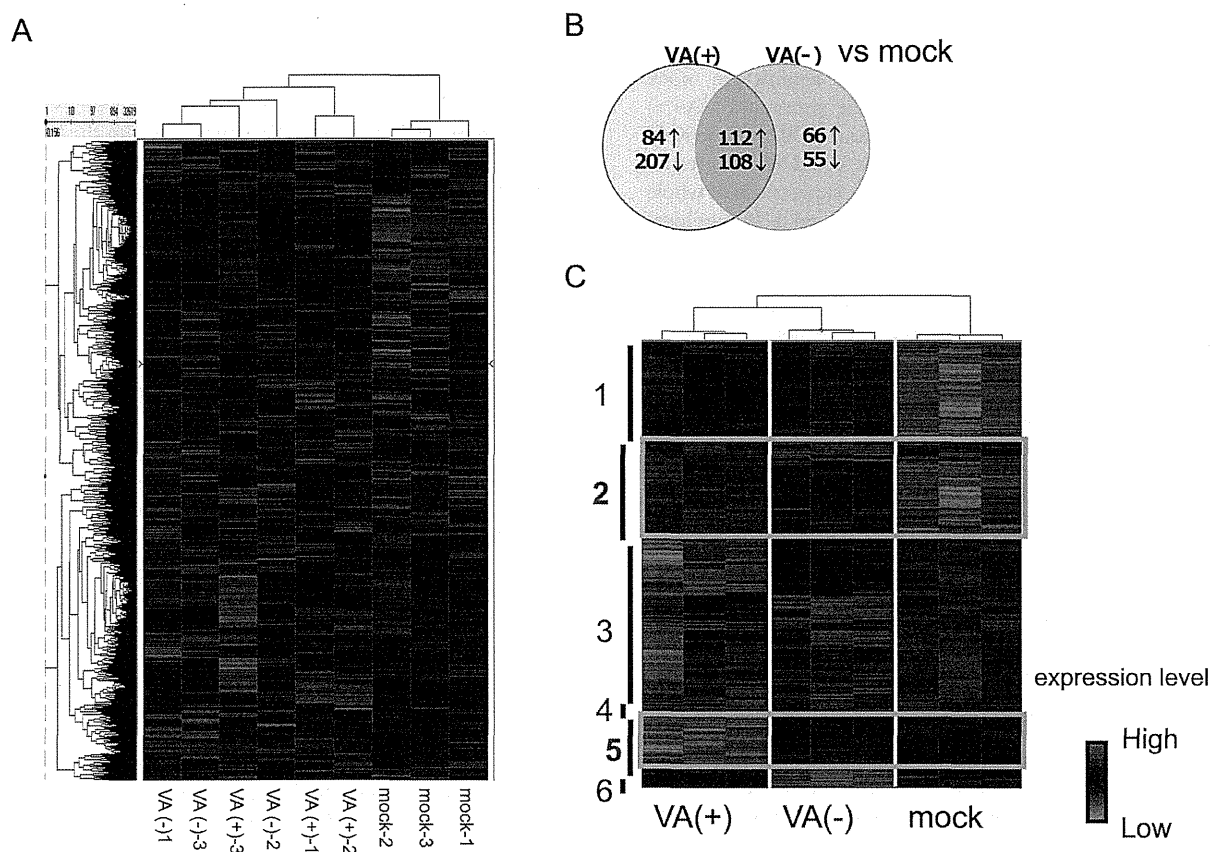 A
VA (-)1
VA (-)-3
VA (+)-3
VA (-)-2
VA (+)-1
VA (+)-2
mock-2
mock-3
mock-1
B
VA(+)
VA(-)
vs mock
84↑
207↓
112↑
108↓
66↑
55↓
C
1
2
3
4
5
6
VA(+)
VA(-)
mock
expression level
High
Low